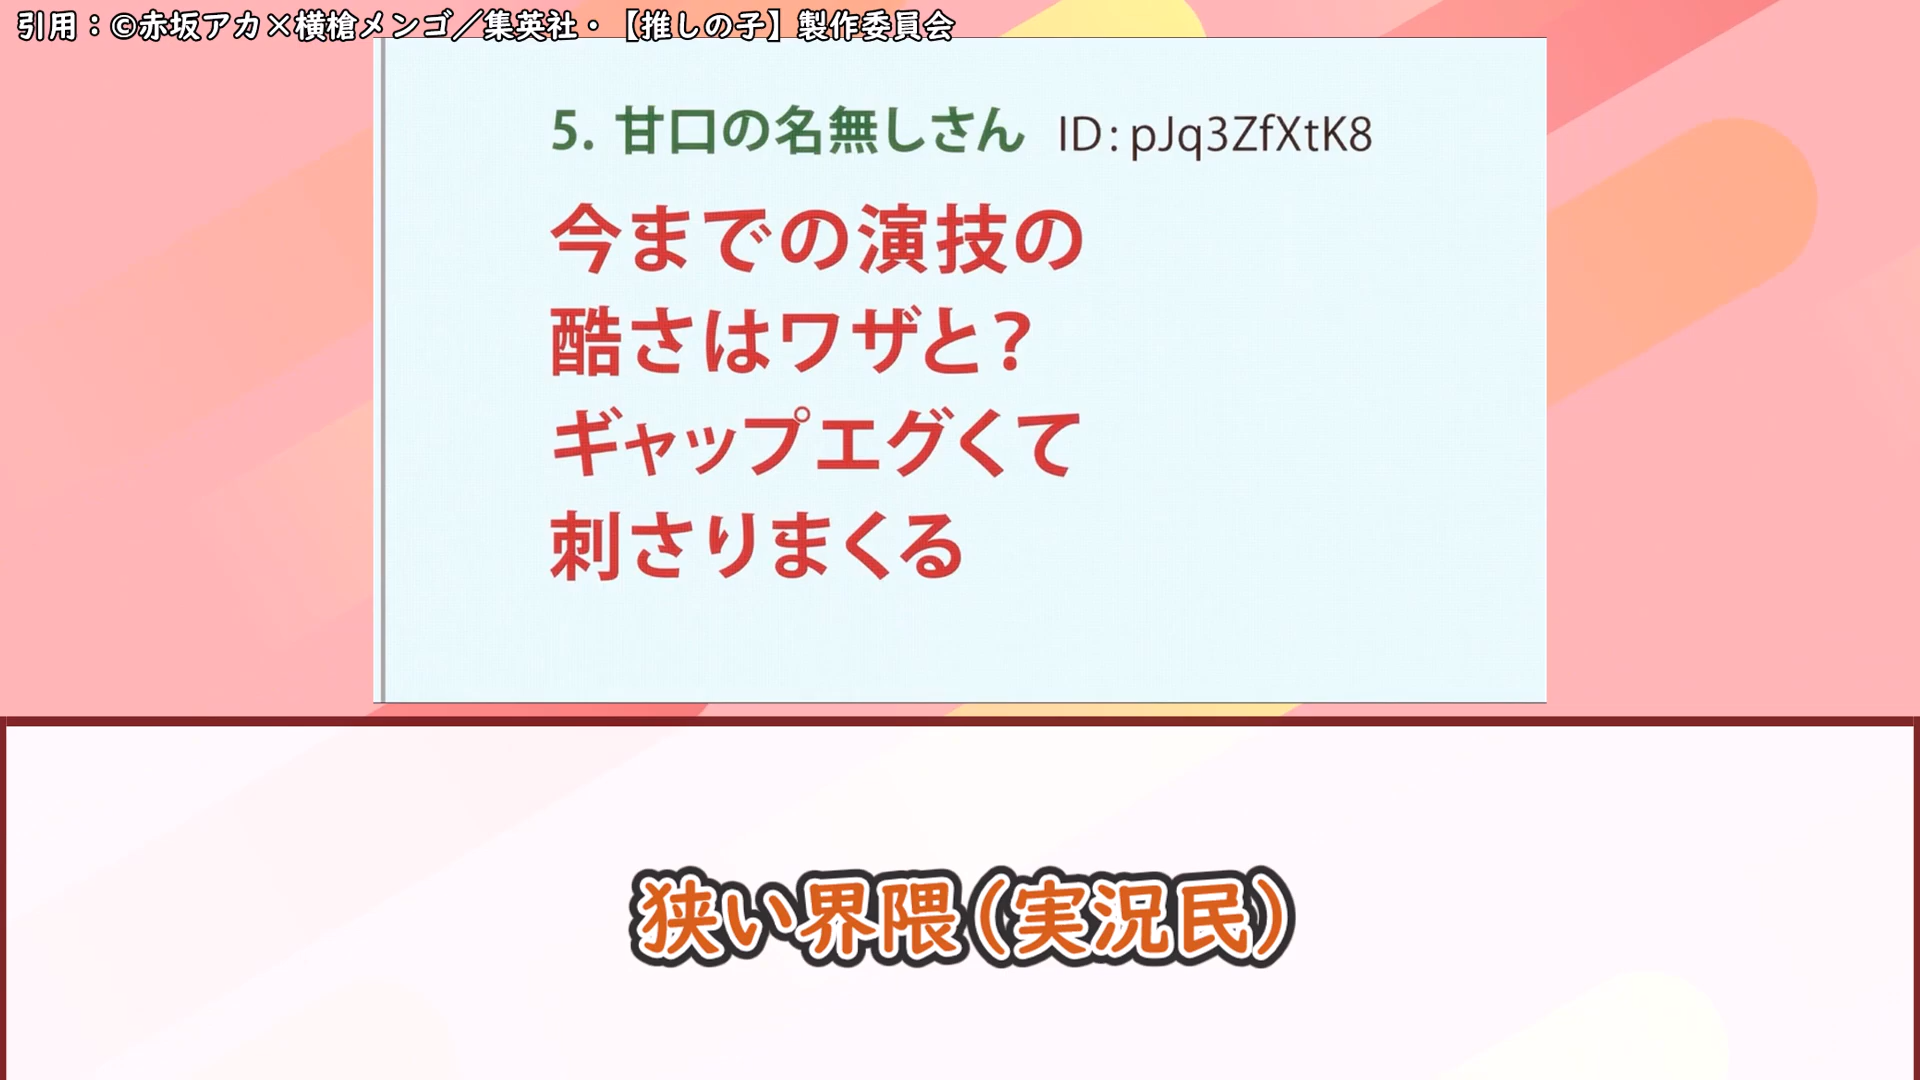 引用：©赤坂アカ×横槍メンゴ／集英社・【推しの子】製作委員会
5. 甘口の名無しさん ID: pJq3ZfXtK8
今までの演技の
酷さはワザと?
ギャップエグくて
刺さりまくる
狭い界隈（実況民）